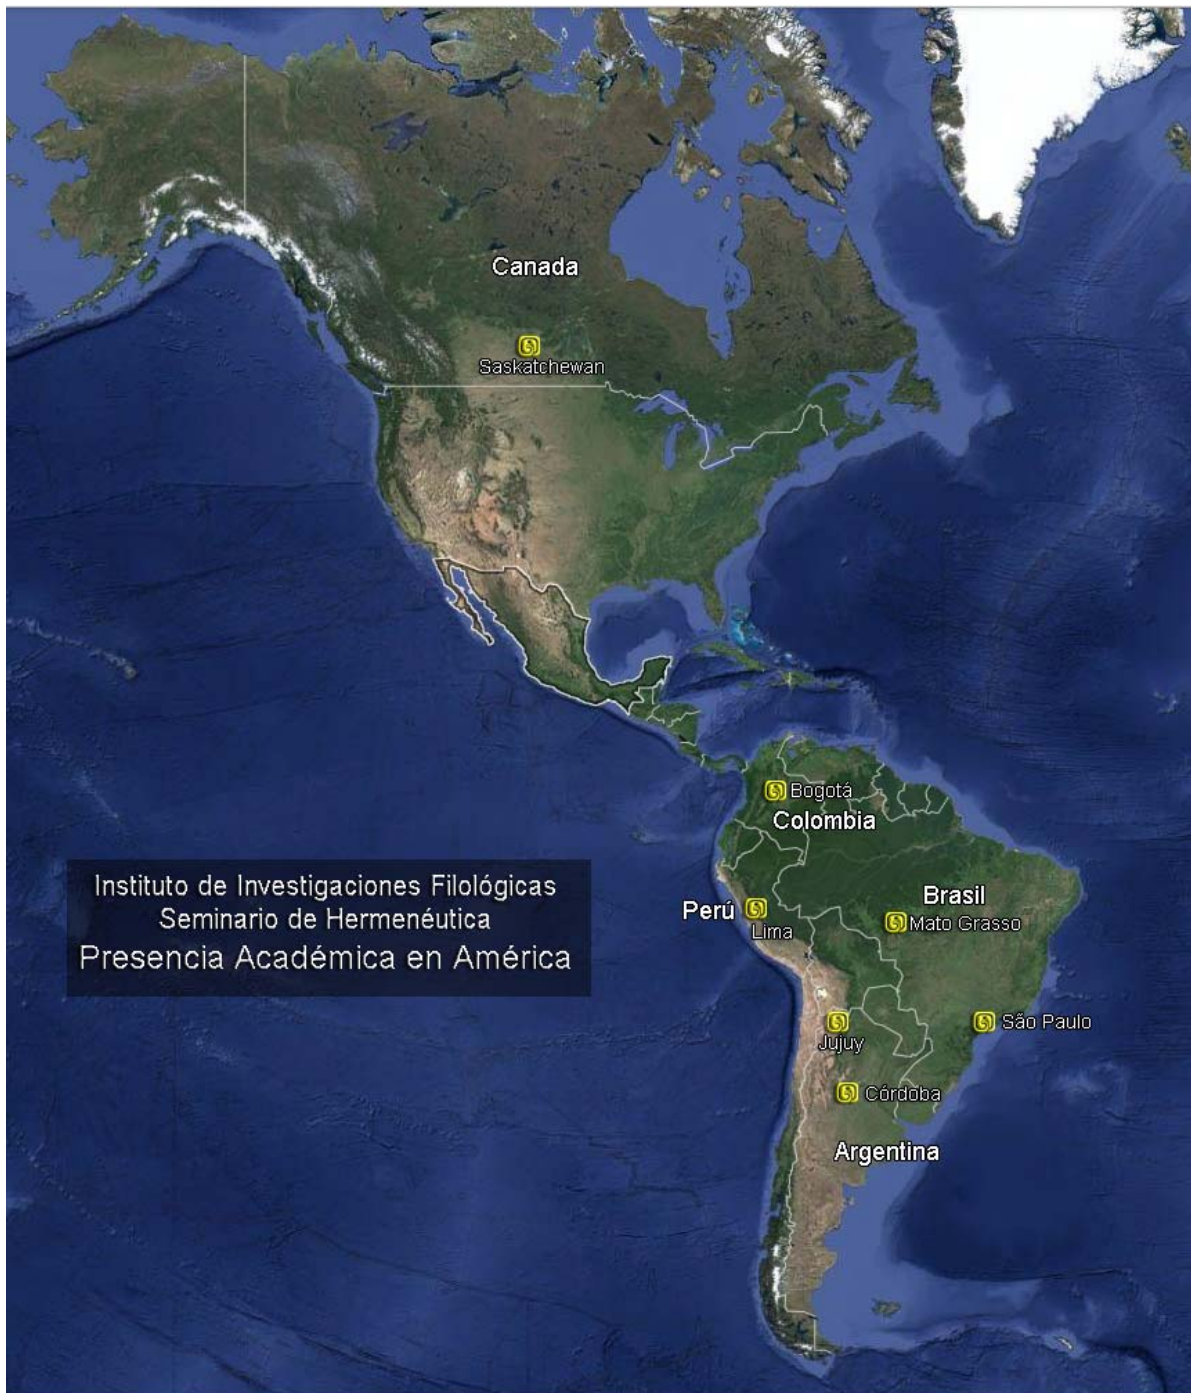 Canada
Saskatchewan
Bogotá
Colombia
Instituto de Investigaciones Filológicas
Seminario de Hermenéutica
Presencia Académica en América
Perú
Lima
Brasil
Mato Grasso
São Paulo
Jujuy
Córdoba
Argentina